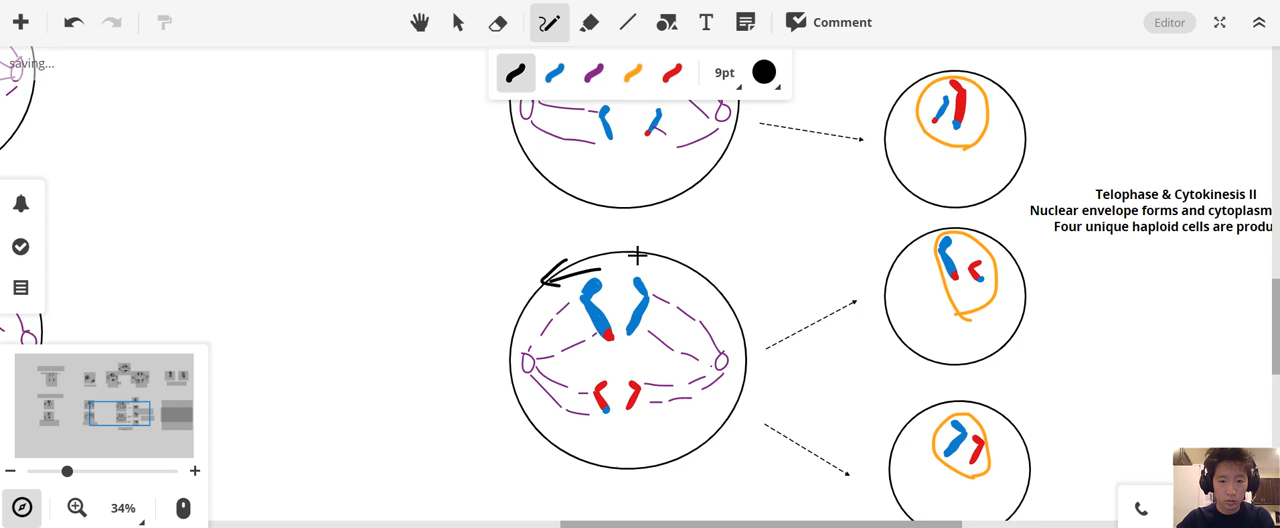 Comment
Editor
saving...
9pt
Telophase & Cytokinesis II
Nuclear envelope forms and cytoplasm
Four unique haploid cells are produ
34%